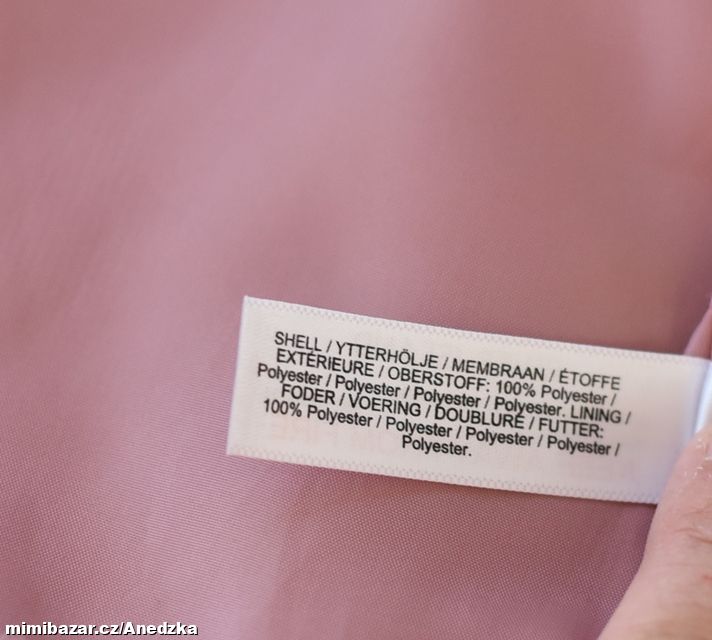 SHELL / YTTERHÖLJE / MEMBRAAN / ÉTOFFE
EXTÉRIEURE / OBERSTOFF: 100% Polyester /
Polyester / Polyester / Polyester / Polyester. LINING /
FODER / VOERING / DOUBLURE / FUTTER:
100% Polyester / Polyester / Polyester / Polyester /
Polyester.
mimibazar.cz/Anedzka